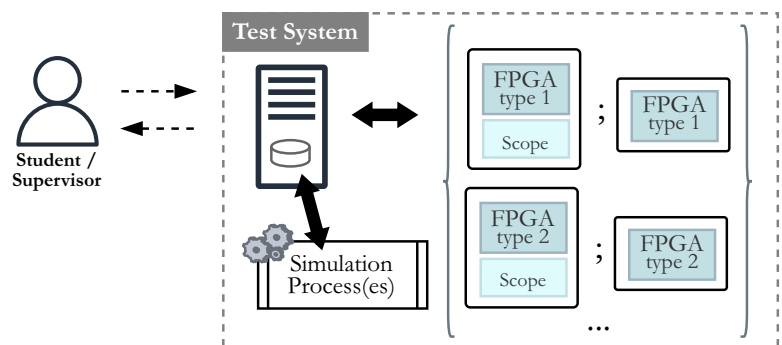 Test System
Student /
Supervisor
FPGA
type 1
Scope
;
FPGA
type 1
Simulation
Process(es)
FPGA
type 2
Scope
;
FPGA
type 2
...